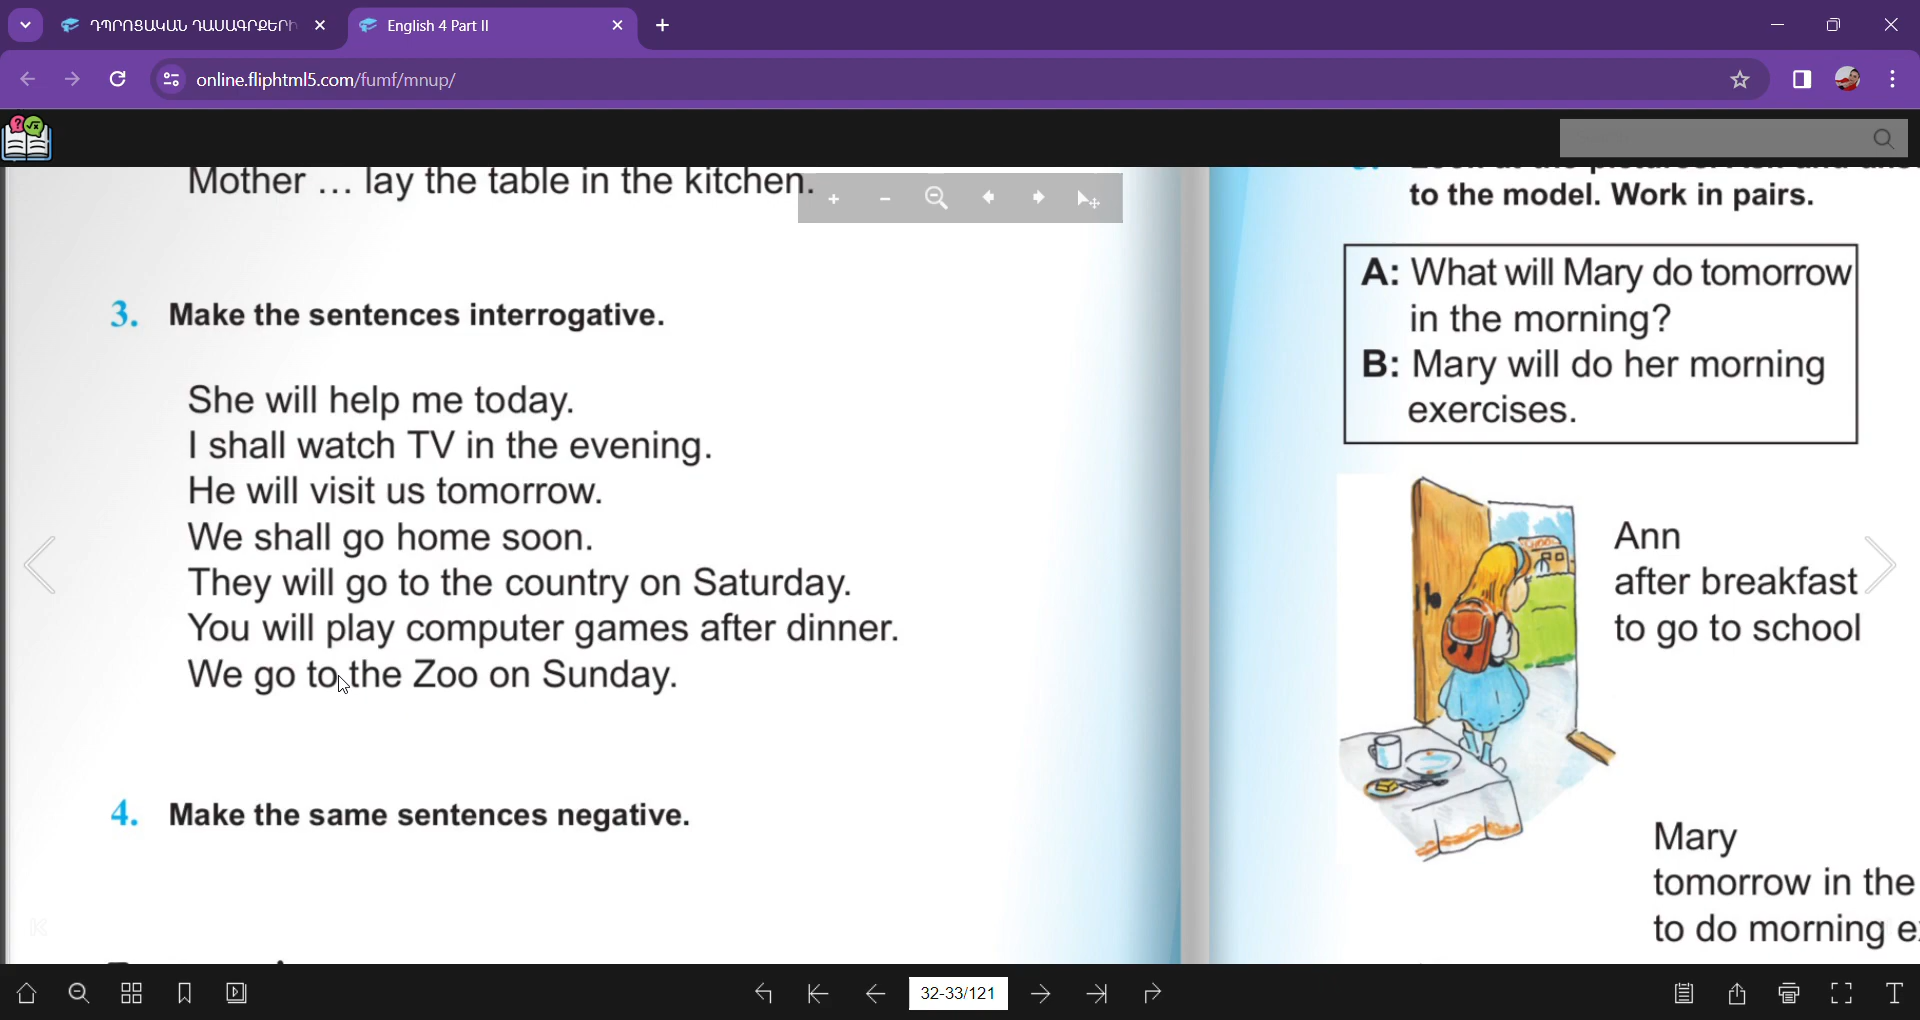 ԴՊՐՈՑԱԿԱՆ ԴԱՍԱԳՐՔԵՐԻ
English 4 Part II
online.fliphtml5.com/fumf/mnup/
Mother ... lay the table in the kitchen.
3. Make the sentences interrogative.
She will help me today.
I shall watch TV in the evening.
He will visit us tomorrow.
We shall go home soon.
They will go to the country on Saturday.
You will play computer games after dinner.
We go to the Zoo on Sunday.
4. Make the same sentences negative.
to the model. Work in pairs.
A: What will Mary do tomorrow
in the morning?
B: Mary will do her morning
exercises.
Ann
after breakfast
to go to school
Mary
tomorrow in the
to do morning
32-33/121